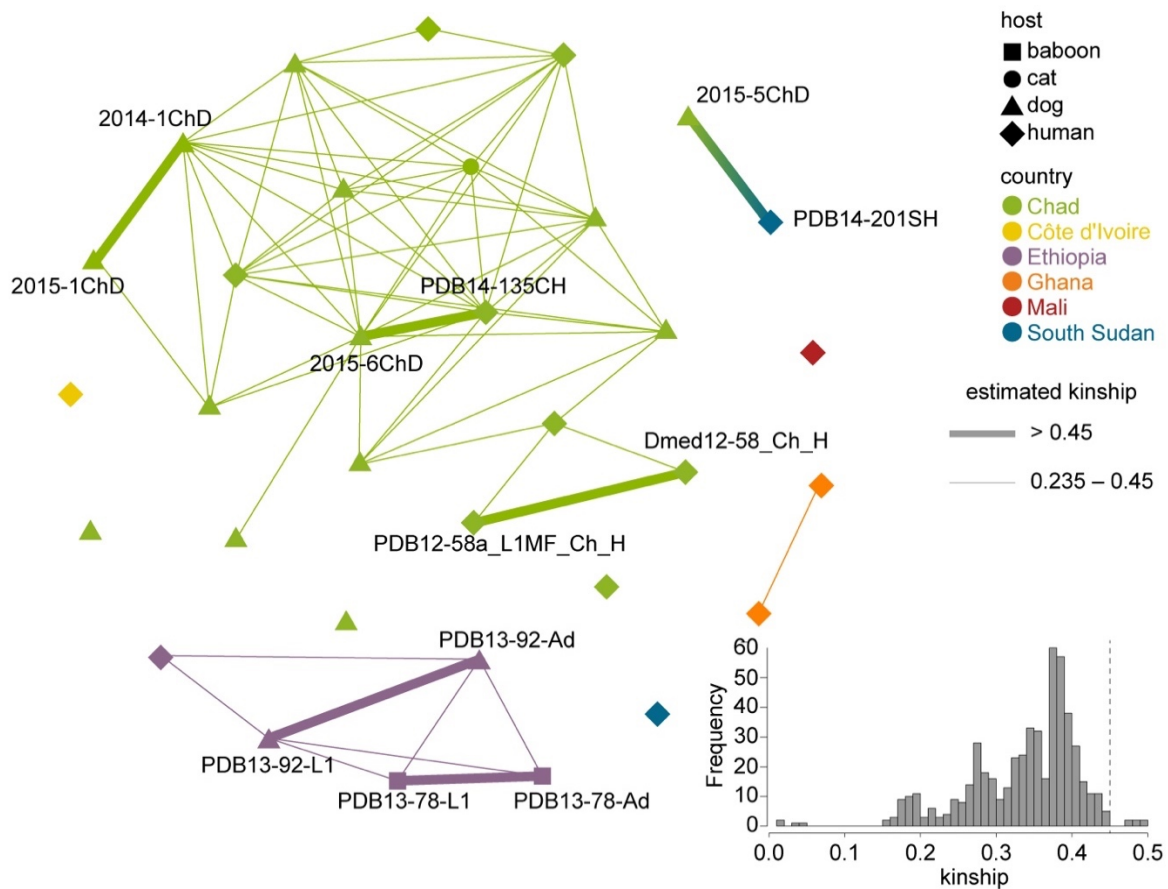 host
baboon
cat
dog
human
country
Chad
Côte d'Ivoire
Ethiopia
Ghana
Mali
South Sudan
estimated kinship
> 0.45
0.235 – 0.45
2014-1ChD
2015-1ChD
2015-5ChD
PDB14-201SH
PDB14-135CH
2015-6ChD
Dmed12-58_Ch_H
PDB12-58a_L1MF_Ch_H
PDB13-92-Ad
PDB13-92-L1
PDB13-78-L1
PDB13-78-Ad
Frequency
60
50
40
30
20
10
0
0.0 0.1 0.2 0.3 0.4 0.5
kinship